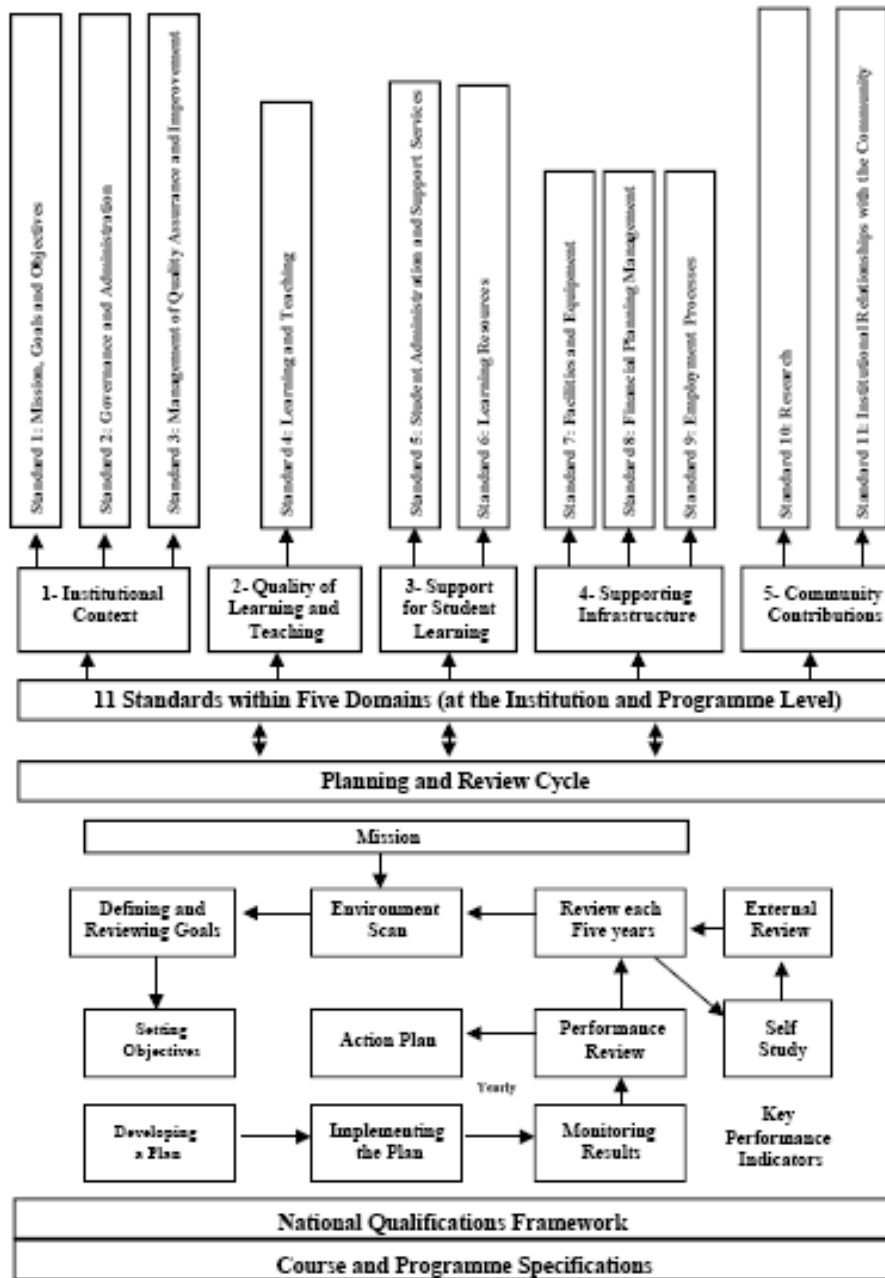 Standard 1: Mission, Goals and Objectives
Standard 2: Governance and Administration
Standard 3: Management of Quality Assurance and Improvement
Standard 4: Learning and Teaching
Standard 5: Student Administration and Support Services
Standard 6: Learning Resources
Standard 7: Facilities and Equipment
Standard 8: Financial Planning Management
Standard 9: Employment Processes
Standard 10: Research
Standard 11: Institutional Relationships with the Community
1- Institutional
Context
2- Quality of
Learning and
Teaching
3- Support
for Student
Learning
4- Supporting
Infrastructure
5- Community
Contributions
11 Standards within Five Domains (at the Institution and Programme Level)
Planning and Review Cycle
Mission
Defining and
Reviewing Goals
Environment
Scan
Review each
Five years
External
Review
Setting
Objectives
Action Plan
Performance
Review
Self
Study
Yearly
Developing
a Plan
Implementing
the Plan
Monitoring
Results
Key
Performance
Indicators
National Qualifications Framework
Course and Programme Specifications